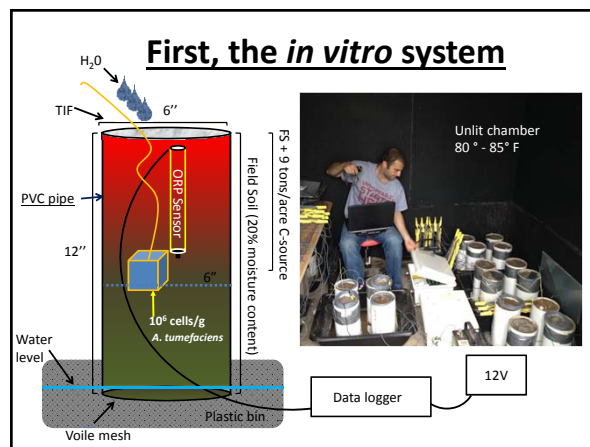 First, the in vitro system
H20
TIF
6’’
PVC pipe
12’’
ORP Sensor
6”
10⁶ cells/g
A. tumefaciens
Field Soil (20% moisture content)
FS + 9 tons/acre C-source
Water
level
Voile mesh
Plastic bin
Data logger
12V
Unlit chamber
80 ° - 85° F